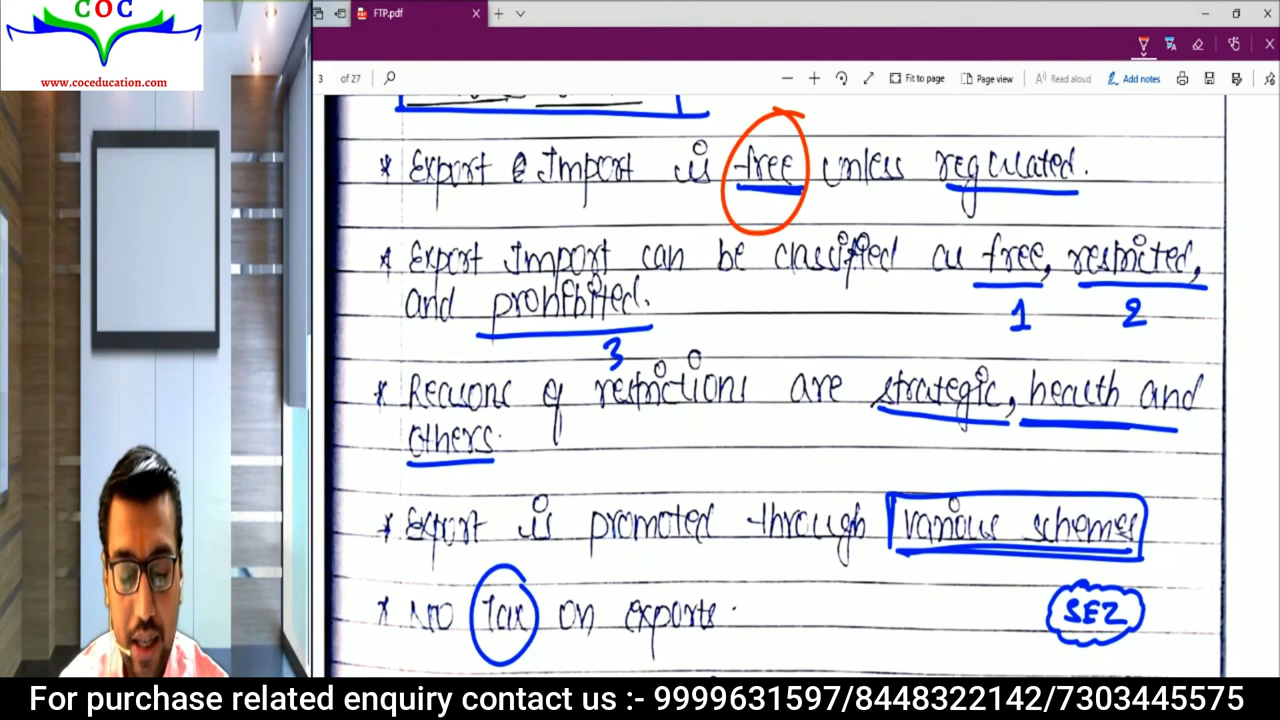 COC
www.coceducation.com
FTP.pdf
3 of 27
Fit to page
Page view
Read aloud
Add notes
* Export & Import is free unless regulated.
* Export Import can be classified as free, restricted,
and prohibited.
1 2
3
* Reasons of restrictions are strategic, health and
others.
* Export is promoted through various schemes
* No Tax on exports.
SEZ
For purchase related enquiry contact us :- 9999631597/8448322142/7303445575